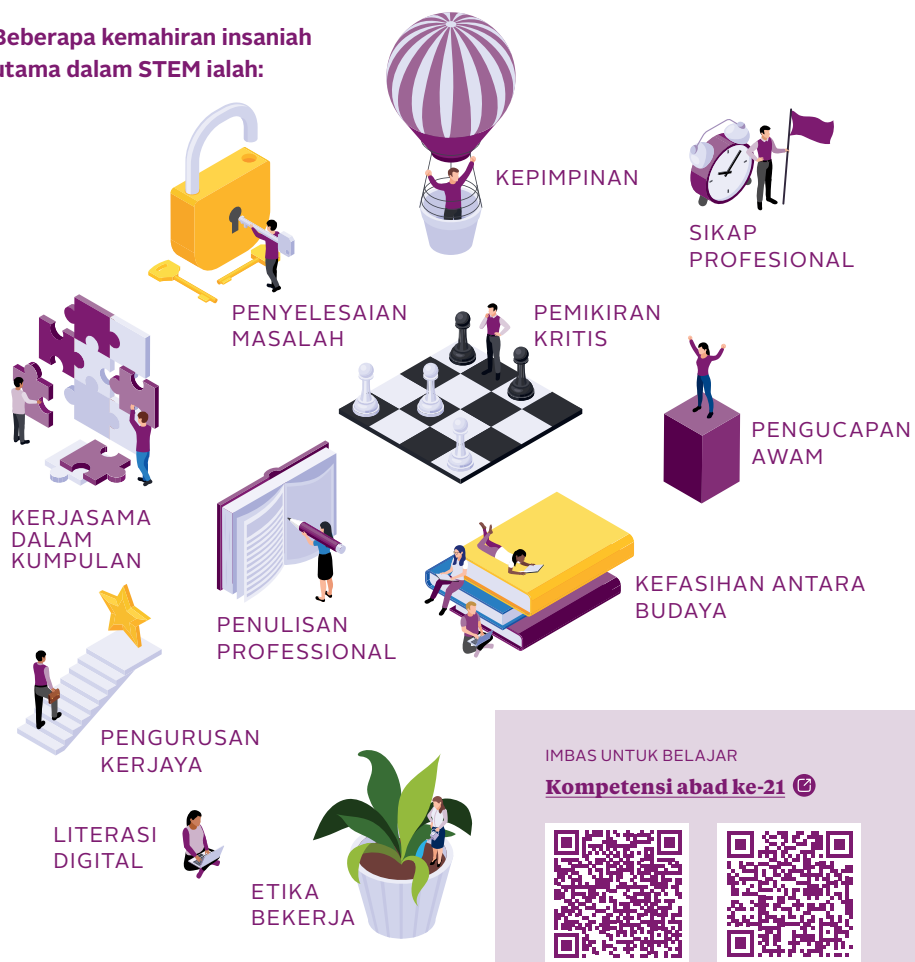 Beberapa kemahiran insaniah
utama dalam STEM ialah:
KEPIMPINAN
SIKAP
PROFESIONAL
PENYELESAIAN
MASALAH
PEMIKIRAN
KRITIS
PENGUCAPAN
AWAM
KERJASAMA
DALAM
KUMPULAN
PENULISAN
PROFESSIONAL
KEFASIHAN ANTARA
BUDAYA
PENGURUSAN
KERJAYA
LITERASI
DIGITAL
ETIKA
BEKERJA
IMBAS UNTUK BELAJAR
Kompetensi abad ke-21